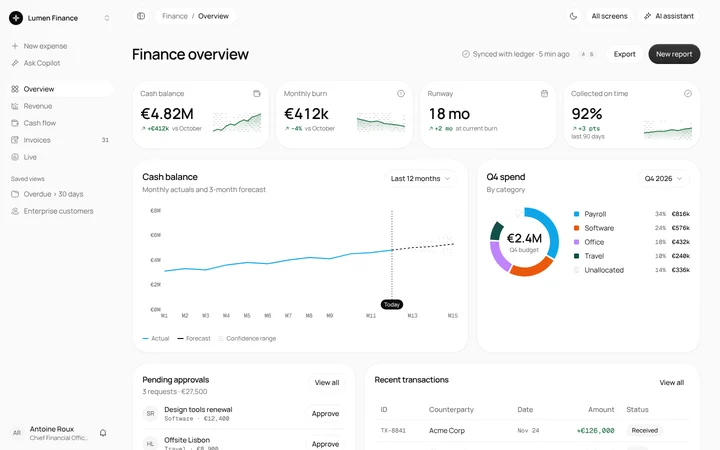 Lumen Finance
New expense
Ask Copilot
Overview
Revenue
Cash flow
Invoices 31
Live
Saved views
Overdue > 30 days
Enterprise customers
AR
Antoine Roux
Chief Financial Offic…
Finance / Overview
All screens
AI assistant
Finance overview
Synced with ledger · 5 min ago
A S
Export
New report
Cash balance
€4.82M
+€412k vs October
Monthly burn
€412k
-4% vs October
Runway
18 mo
+2 mo at current burn
Collected on time
92%
+3 pts
last 90 days
Cash balance
Monthly actuals and 3-month forecast
Last 12 months
€8M
€6M
€4M
€2M
€0M
M1 M2 M3 M4 M5 M6 M7 M8 M9 M11 M13 M15
Today
Actual
Forecast
Confidence range
Q4 spend
By category
Q4 2026
€2.4M
Q4 budget
Payroll 34% €816k
Software 24% €576k
Office 18% €432k
Travel 10% €240k
Unallocated 14% €336k
Pending approvals
3 requests · €27,500
View all
SR
Design tools renewal
Software · €12,400
Approve
HL
Offsite Lisbon
Travel · €8,900
Approve
Recent transactions
View all
ID Counterparty Date Amount Status
TX-8841 Acme Corp Nov 24 +€126,000 Received